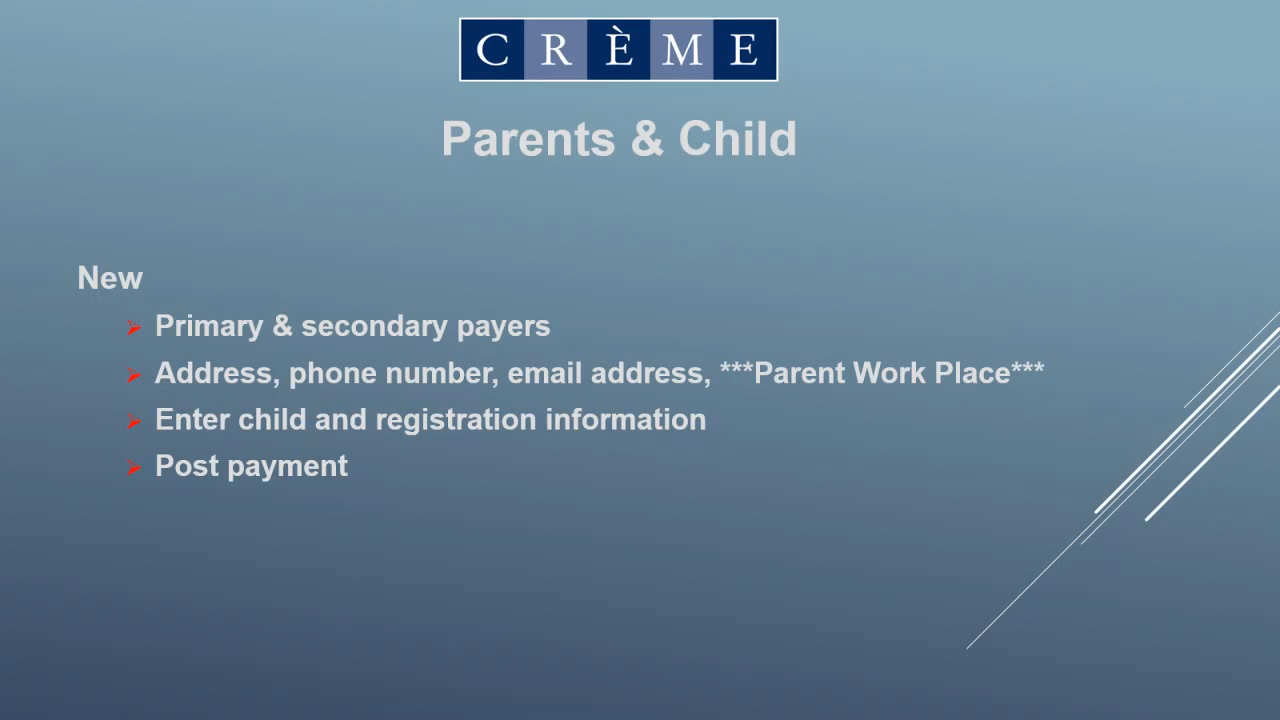 CRÈME
Parents & Child
New
Primary & secondary payers
Address, phone number, email address, ***Parent Work Place***
Enter child and registration information
Post payment